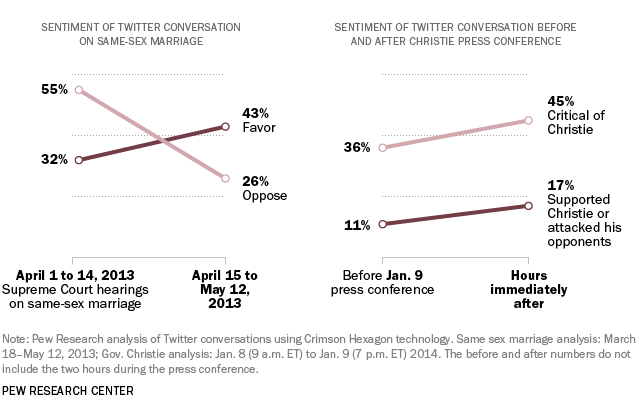 SENTIMENT OF TWITTER CONVERSATION
ON SAME-SEX MARRIAGE
55%
32%
43%
Favor
26%
Oppose
April 1 to 14, 2013
Supreme Court hearings
on same-sex marriage
April 15 to
May 12,
2013
SENTIMENT OF TWITTER CONVERSATION BEFORE
AND AFTER CHRISTIE PRESS CONFERENCE
36%
11%
45%
Critical of
Christie
17%
Supported
Christie or
attacked his
opponents
Before Jan. 9
press conference
Hours
immediately
after
Note: Pew Research analysis of Twitter conversations using Crimson Hexagon technology. Same sex marriage analysis: March
18–May 12, 2013; Gov. Christie analysis: Jan. 8 (9 a.m. ET) to Jan. 9 (7 p.m. ET) 2014. The before and after numbers do not
include the two hours during the press conference.
PEW RESEARCH CENTER